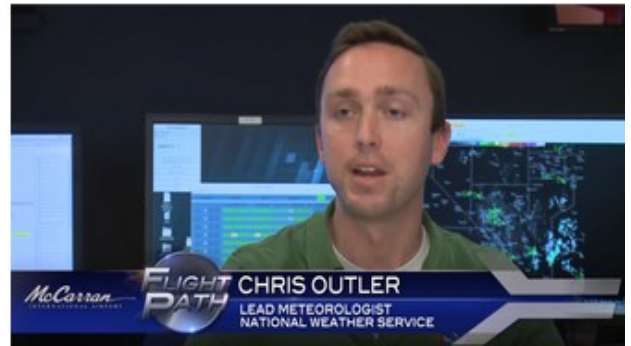 McCarran
INTERNATIONAL AIRPORT
FLIGHT
PATH
CHRIS OUTLER
LEAD METEOROLOGIST
NATIONAL WEATHER SERVICE